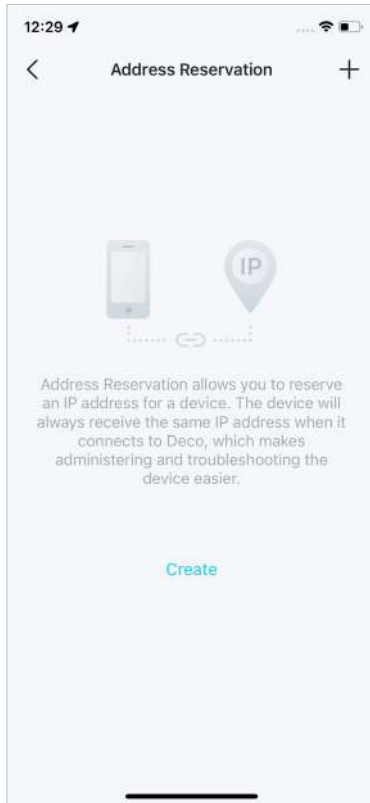 12:29
Address Reservation
IP
Address Reservation allows you to reserve
an IP address for a device. The device will
always receive the same IP address when it
connects to Deco, which makes
administering and troubleshooting the
device easier.
Create